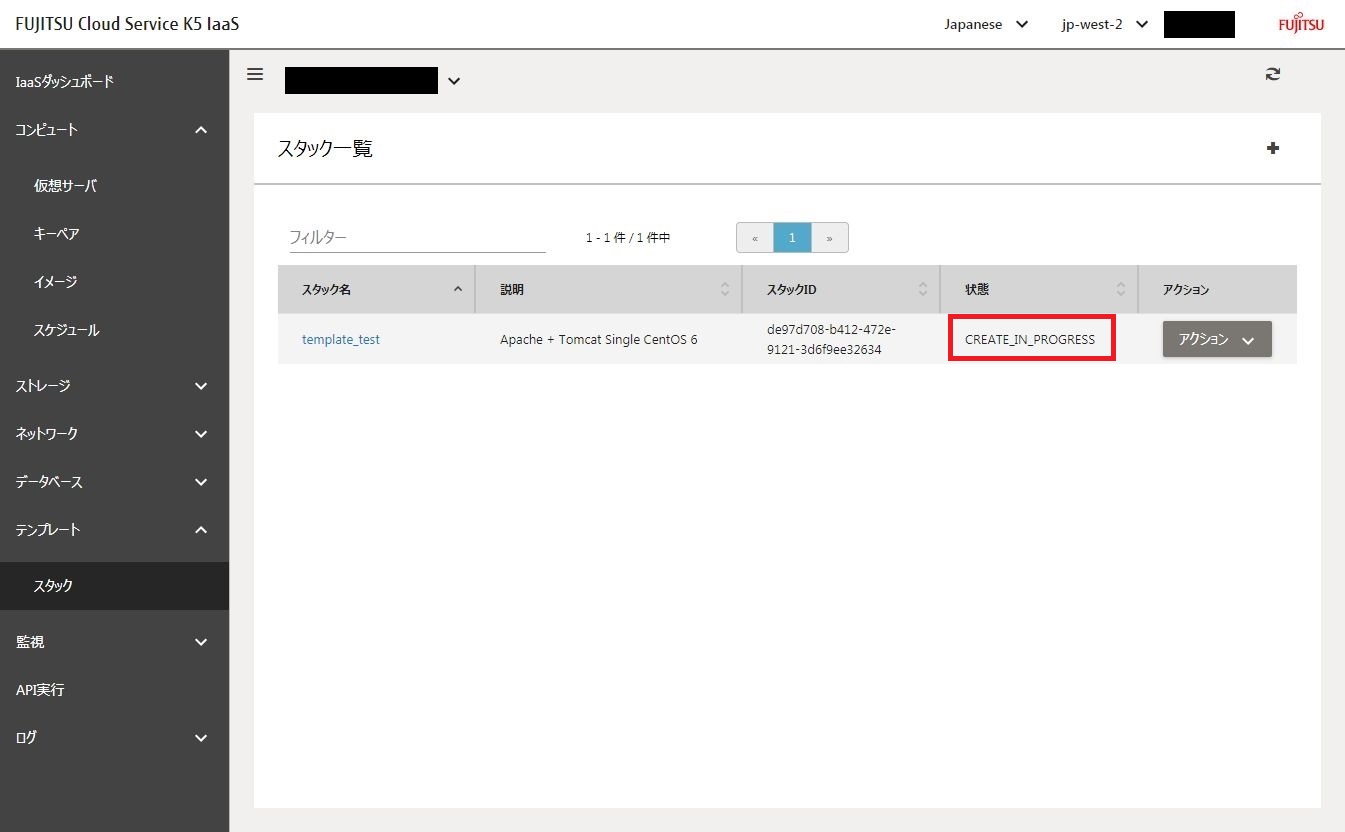 FUJITSU Cloud Service K5 IaaS
Japanese
jp-west-2
FUJITSU
IaaSダッシュボード
コンピュート
仮想サーバ
キーペア
イメージ
スケジュール
ストレージ
ネットワーク
データベース
テンプレート
スタック
監視
API実行
ログ
スタック一覧
フィルター
1 - 1 件 / 1 件中
« 1 »
スタック名 説明 スタックID 状態 アクション
template_test Apache + Tomcat Single CentOS 6 de97d708-b412-472e-
9121-3d6f9ee32634 CREATE_IN_PROGRESS アクション